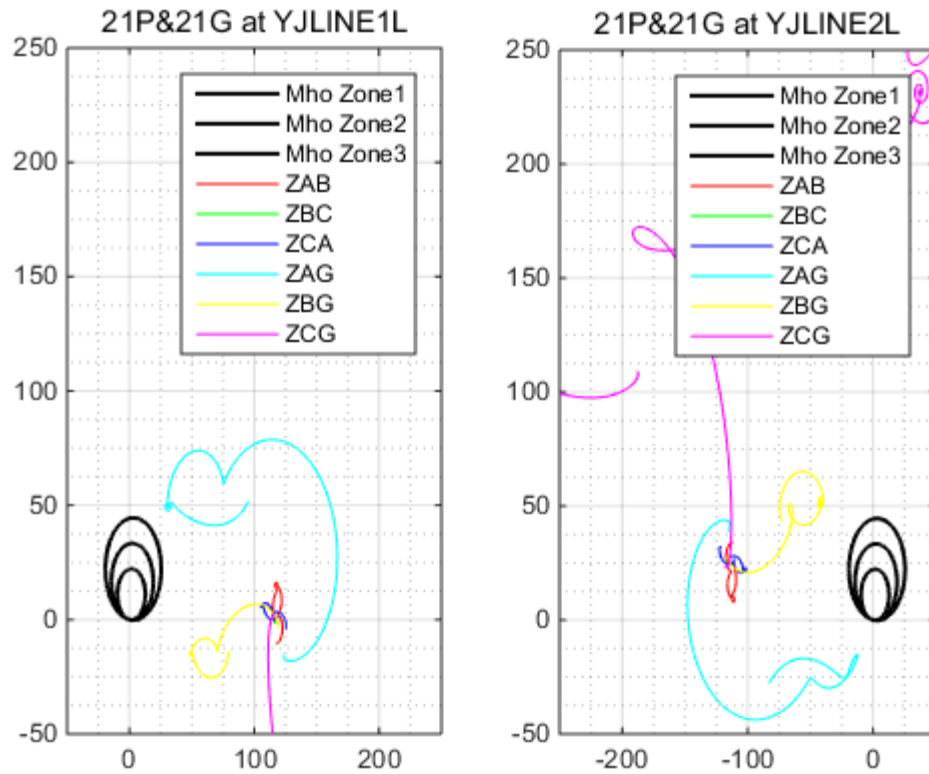 21P&21G at YJLINE1L
250
200
150
100
50
0
-50
0
100
200
Mho Zone1
Mho Zone2
Mho Zone3
ZAB
ZBC
ZCA
ZAG
ZBG
ZCG
21P&21G at YJLINE2L
250
200
150
100
50
0
-50
-200
-100
0
Mho Zone1
Mho Zone2
Mho Zone3
ZAB
ZBC
ZCA
ZAG
ZBG
ZCG